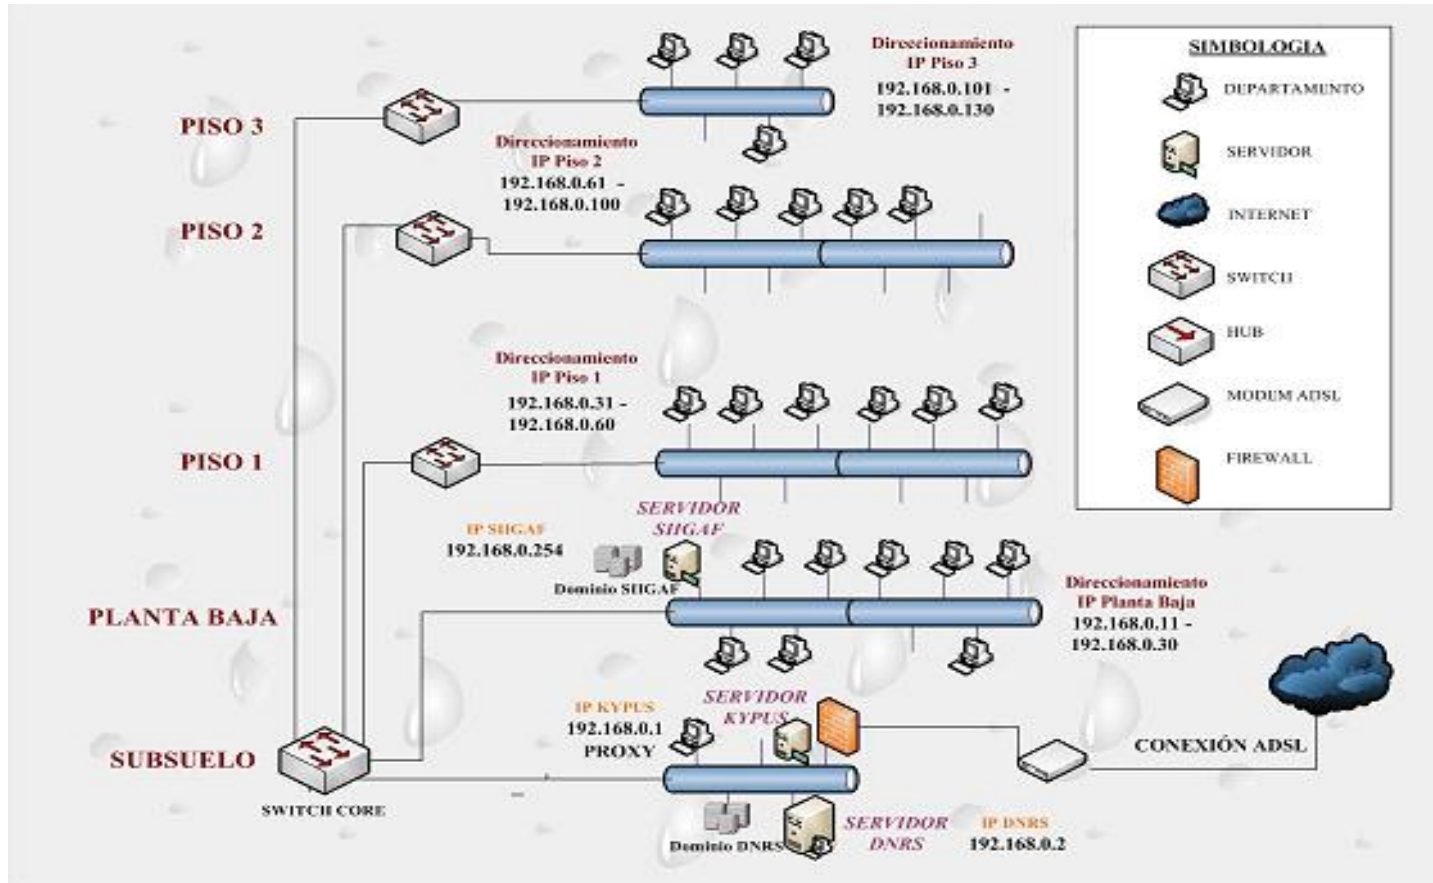 PISO 3
Direccionamiento
IP Piso 3
192.168.0.101 -
192.168.0.130
PISO 2
Direccionamiento
IP Piso 2
192.168.0.61 -
192.168.0.100
PISO 1
Direccionamiento
IP Piso 1
192.168.0.31 -
192.168.0.60
PLANTA BAJA
IP SIIGAF
192.168.0.254
SERVIDOR
SIIGAF
Dominio SIIGAF
Direccionamiento
IP Planta Baja
192.168.0.11 -
192.168.0.30
SUBSUELO
SWITCH CORE
IP KYPUS
192.168.0.1
PROXY
SERVIDOR
KYPUS
Dominio DNRS
SERVIDOR
DNRS
IP DNRS
192.168.0.2
CONEXIÓN ADSL
SIMBOLOGIA
DEPARTAMENTO
SERVIDOR
INTERNET
SWITCH
HUB
MODEM ADSL
FIREWALL